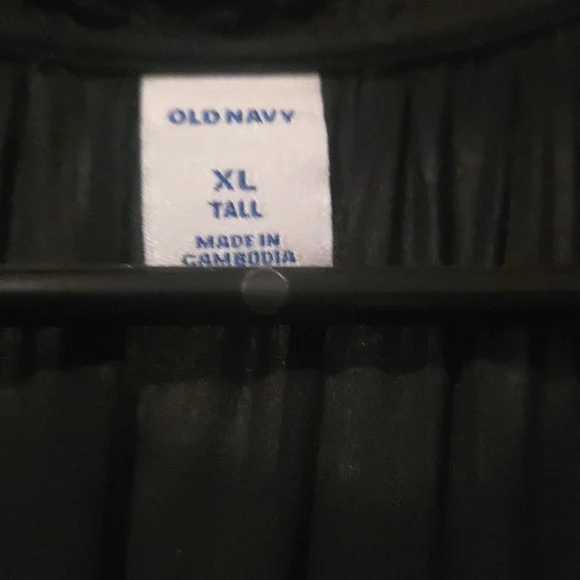 OLD NAVY
XL
TALL
MADE IN
CAMBODIA